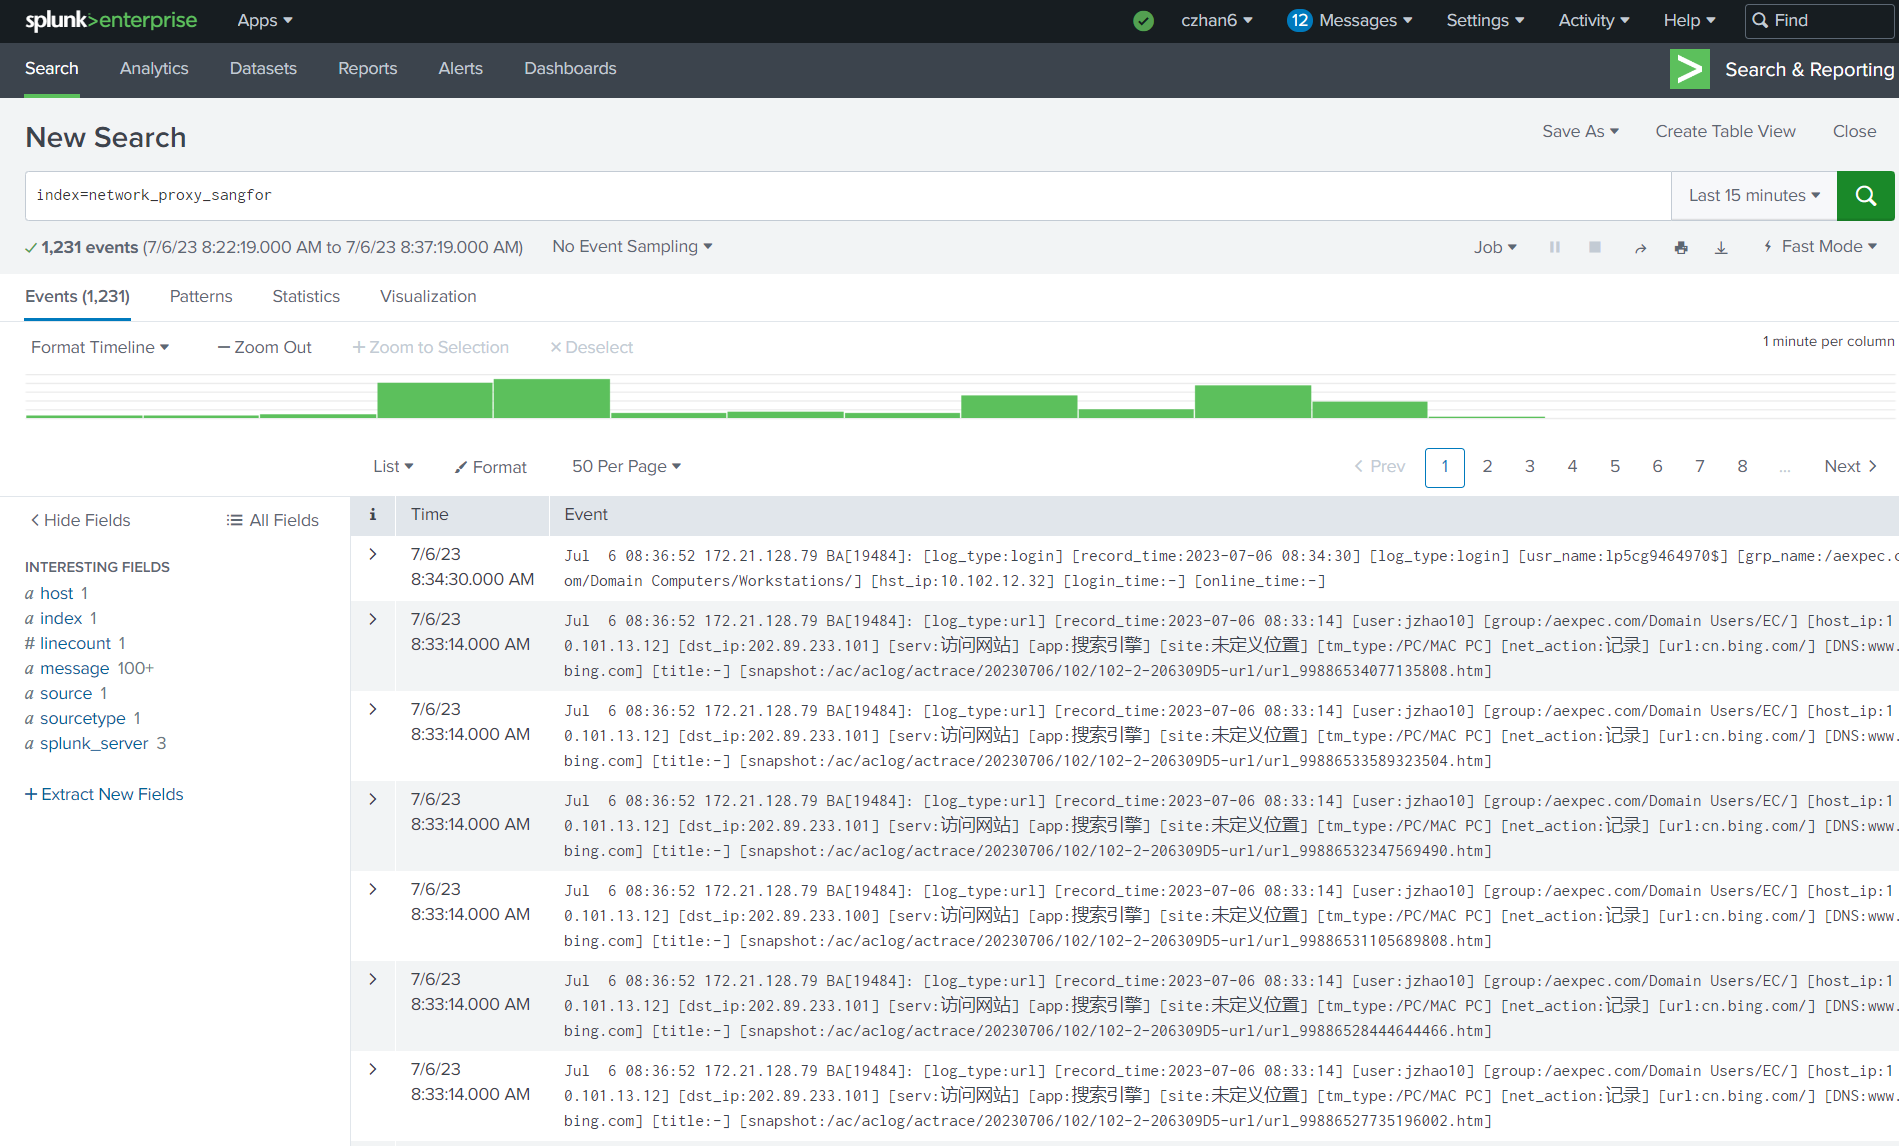 splunk>enterprise Apps czhan6 12 Messages Settings Activity Help Find
Search Analytics Datasets Reports Alerts Dashboards Search & Reporting
New Search Save As Create Table View Close
index=network_proxy_sangfor Last 15 minutes
1,231 events (7/6/23 8:22:19.000 AM to 7/6/23 8:37:19.000 AM) No Event Sampling Job Fast Mode
Events (1,231) Patterns Statistics Visualization
Format Timeline — Zoom Out + Zoom to Selection × Deselect 1 minute per column
List Format 50 Per Page < Prev 1 2 3 4 5 6 7 8 ... Next >
< Hide Fields All Fields
INTERESTING FIELDS
a host 1
a index 1
# linecount 1
a message 100+
a source 1
a sourcetype 1
a splunk_server 3
+ Extract New Fields
i Time Event
7/6/23
8:34:30.000 AM
Jul 6 08:36:52 172.21.128.79 BA[19484]: [log_type:login] [record_time:2023-07-06 08:34:30] [log_type:login] [usr_name:lp5cg9464970$] [grp_name:/aexpec.c
om/Domain Computers/Workstations/] [hst_ip:10.102.12.32] [login_time:-] [online_time:-]
7/6/23
8:33:14.000 AM
Jul 6 08:36:52 172.21.128.79 BA[19484]: [log_type:url] [record_time:2023-07-06 08:33:14] [user:jzhao10] [group:/aexpec.com/Domain Users/EC/] [host_ip:1
0.101.13.12] [dst_ip:202.89.233.101] [serv:访问网站] [app:搜索引擎] [site:未定义位置] [tm_type:/PC/MAC PC] [net_action:记录] [url:cn.bing.com/] [DNS:www.
bing.com] [title:-] [snapshot:/ac/aclog/actrace/20230706/102/102-2-206309D5-url/url_99886534077135808.htm]
7/6/23
8:33:14.000 AM
Jul 6 08:36:52 172.21.128.79 BA[19484]: [log_type:url] [record_time:2023-07-06 08:33:14] [user:jzhao10] [group:/aexpec.com/Domain Users/EC/] [host_ip:1
0.101.13.12] [dst_ip:202.89.233.101] [serv:访问网站] [app:搜索引擎] [site:未定义位置] [tm_type:/PC/MAC PC] [net_action:记录] [url:cn.bing.com/] [DNS:www.
bing.com] [title:-] [snapshot:/ac/aclog/actrace/20230706/102/102-2-206309D5-url/url_99886533589323504.htm]
7/6/23
8:33:14.000 AM
Jul 6 08:36:52 172.21.128.79 BA[19484]: [log_type:url] [record_time:2023-07-06 08:33:14] [user:jzhao10] [group:/aexpec.com/Domain Users/EC/] [host_ip:1
0.101.13.12] [dst_ip:202.89.233.101] [serv:访问网站] [app:搜索引擎] [site:未定义位置] [tm_type:/PC/MAC PC] [net_action:记录] [url:cn.bing.com/] [DNS:www.
bing.com] [title:-] [snapshot:/ac/aclog/actrace/20230706/102/102-2-206309D5-url/url_99886532347569490.htm]
7/6/23
8:33:14.000 AM
Jul 6 08:36:52 172.21.128.79 BA[19484]: [log_type:url] [record_time:2023-07-06 08:33:14] [user:jzhao10] [group:/aexpec.com/Domain Users/EC/] [host_ip:1
0.101.13.12] [dst_ip:202.89.233.100] [serv:访问网站] [app:搜索引擎] [site:未定义位置] [tm_type:/PC/MAC PC] [net_action:记录] [url:cn.bing.com/] [DNS:www.
bing.com] [title:-] [snapshot:/ac/aclog/actrace/20230706/102/102-2-206309D5-url/url_99886531105689808.htm]
7/6/23
8:33:14.000 AM
Jul 6 08:36:52 172.21.128.79 BA[19484]: [log_type:url] [record_time:2023-07-06 08:33:14] [user:jzhao10] [group:/aexpec.com/Domain Users/EC/] [host_ip:1
0.101.13.12] [dst_ip:202.89.233.101] [serv:访问网站] [app:搜索引擎] [site:未定义位置] [tm_type:/PC/MAC PC] [net_action:记录] [url:cn.bing.com/] [DNS:www.
bing.com] [title:-] [snapshot:/ac/aclog/actrace/20230706/102/102-2-206309D5-url/url_99886528444644466.htm]
7/6/23
8:33:14.000 AM
Jul 6 08:36:52 172.21.128.79 BA[19484]: [log_type:url] [record_time:2023-07-06 08:33:14] [user:jzhao10] [group:/aexpec.com/Domain Users/EC/] [host_ip:1
0.101.13.12] [dst_ip:202.89.233.101] [serv:访问网站] [app:搜索引擎] [site:未定义位置] [tm_type:/PC/MAC PC] [net_action:记录] [url:cn.bing.com/] [DNS:www.
bing.com] [title:-] [snapshot:/ac/aclog/actrace/20230706/102/102-2-206309D5-url/url_99886527735196002.htm]